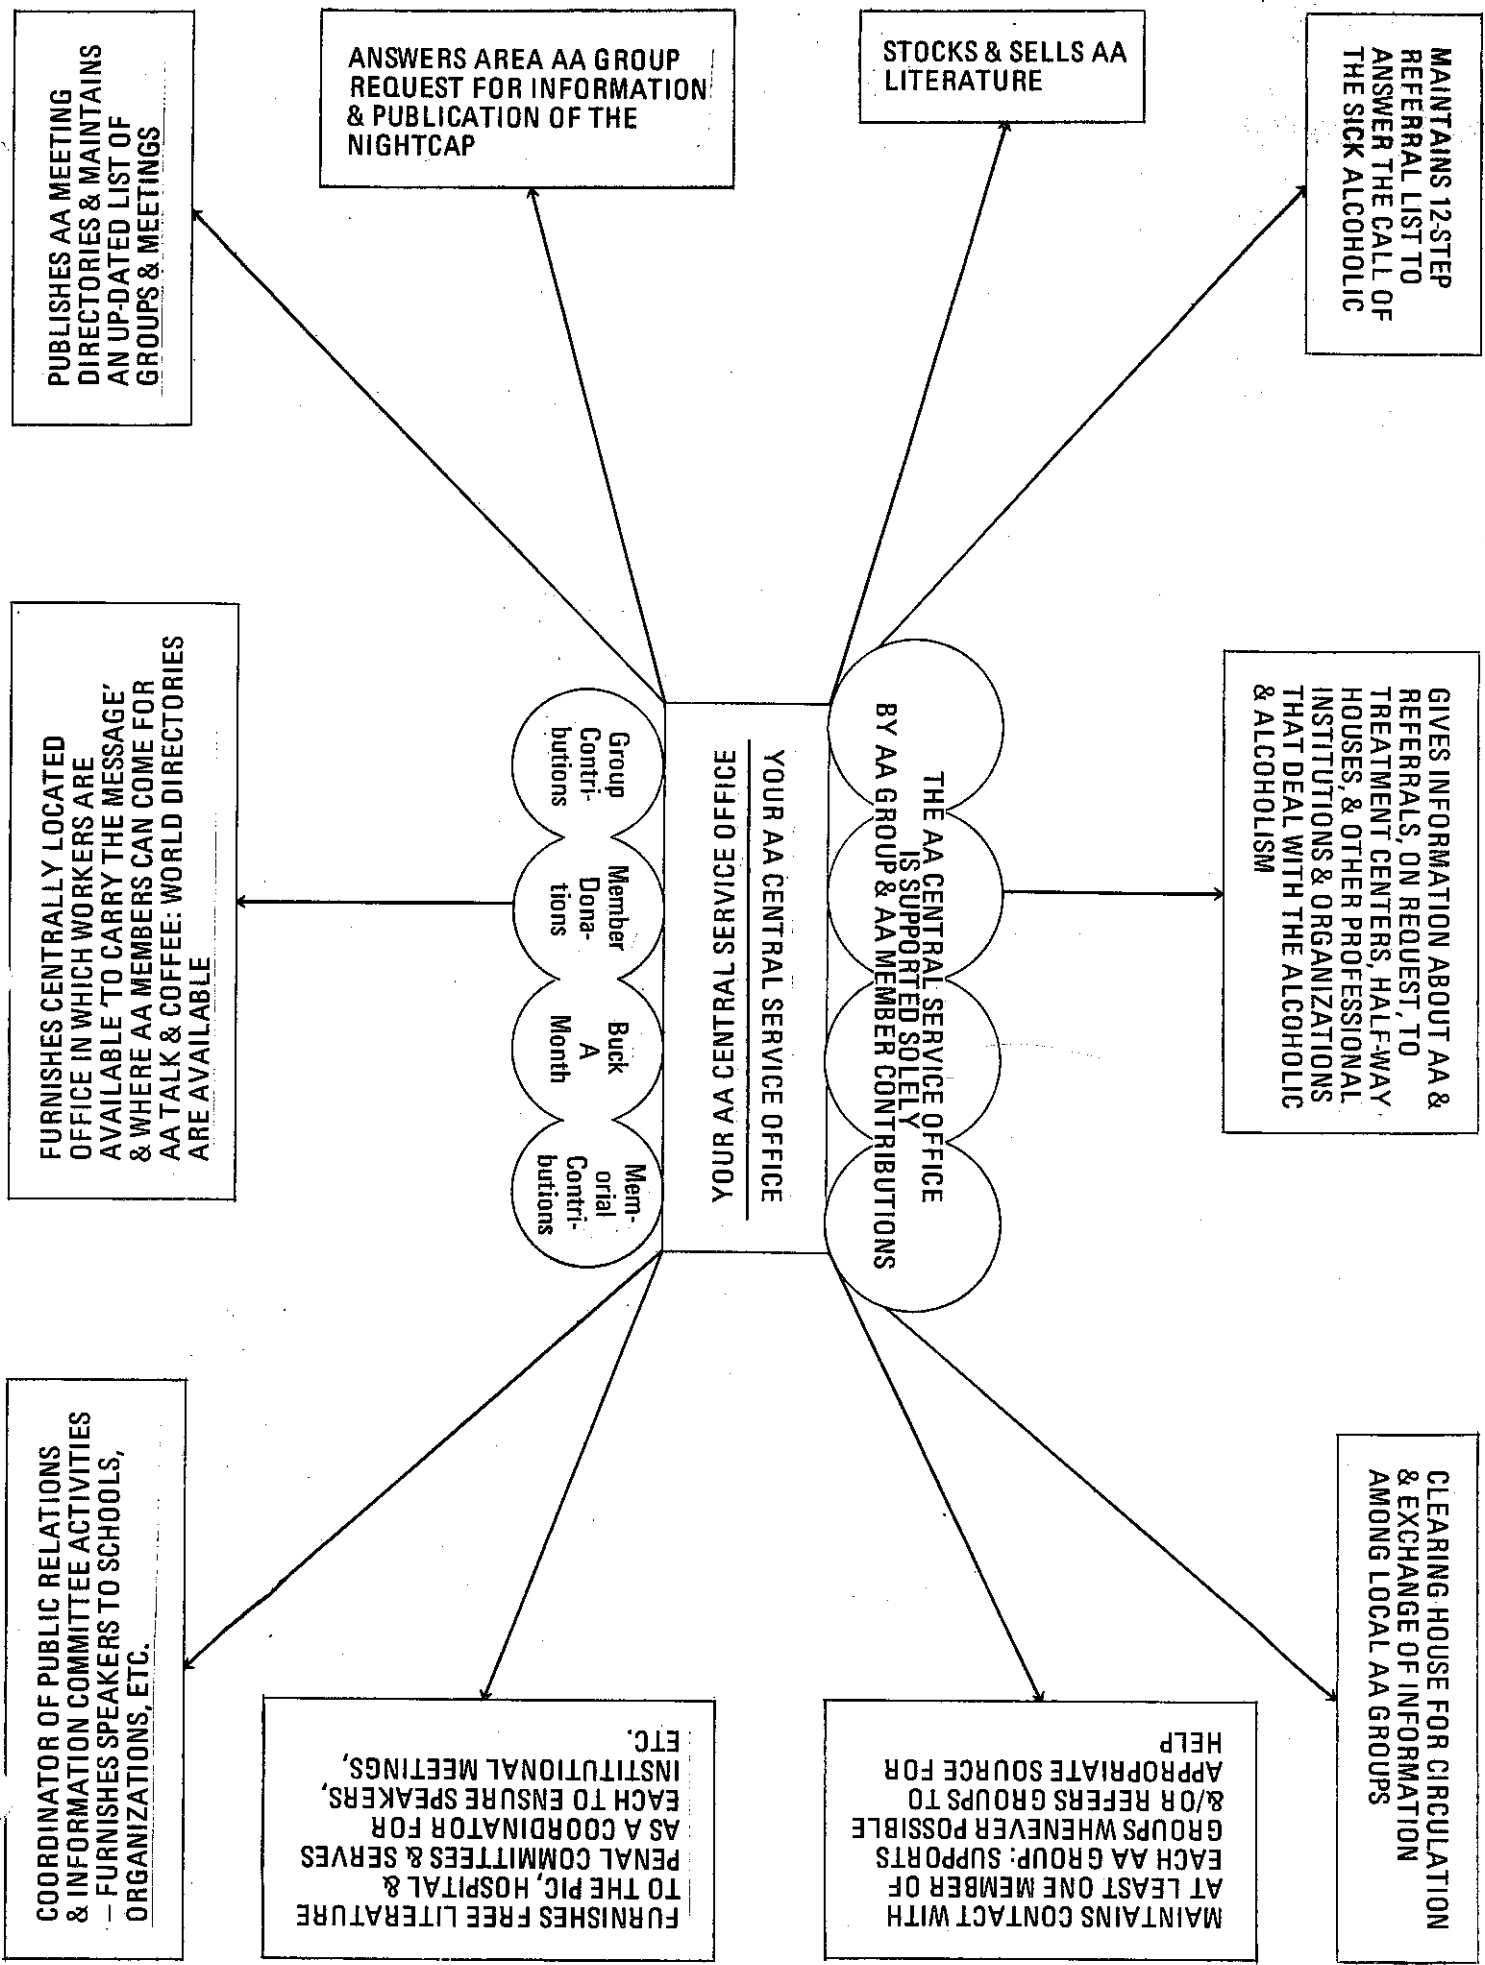 MAINTAINS 12-STEP
REFERRAL LIST TO
ANSWER THE CALL OF
THE SICK ALCOHOLIC
GIVES INFORMATION ABOUT AA &
REFERRALS, ON REQUEST, TO
TREATMENT CENTERS, HALF-WAY
HOUSES, & OTHER PROFESSIONAL
INSTITUTIONS & ORGANIZATIONS
THAT DEAL WITH THE ALCOHOLIC
& ALCOHOLISM
CLEARING HOUSE FOR CIRCULATION
& EXCHANGE OF INFORMATION
AMONG LOCAL AA GROUPS
STOCKS & SELLS AA
LITERATURE
THE AA CENTRAL SERVICE OFFICE
IS SUPPORTED SOLELY
BY AA GROUP & AA MEMBER CONTRIBUTIONS
MAINTAINS CONTACT WITH
AT LEAST ONE MEMBER OF
EACH AA GROUP: SUPPORTS
GROUPS WHENEVER POSSIBLE
&/OR REFERS GROUPS TO
APPROPRIATE SOURCE FOR
HELP
YOUR AA CENTRAL SERVICE OFFICE
YOUR AA CENTRAL SERVICE OFFICE
ANSWERS AREA AA GROUP
REQUEST FOR INFORMATION
& PUBLICATION OF THE
NIGHTCAP
Group
Contri-
butions
Member
Dona-
tions
Buck
A
Month
Mem-
orial
Contri-
butions
FURNISHES FREE LITERATURE
TO THE PIC, HOSPITAL &
PENAL COMMITTEES & SERVES
AS A COORDINATOR FOR
EACH TO ENSURE SPEAKERS,
INSTITUTIONAL MEETINGS,
ETC.
PUBLISHES AA MEETING
DIRECTORIES & MAINTAINS
AN UP-DATED LIST OF
GROUPS & MEETINGS
FURNISHES CENTRALLY LOCATED
OFFICE IN WHICH WORKERS ARE
AVAILABLE 'TO CARRY THE MESSAGE'
& WHERE AA MEMBERS CAN COME FOR
AA TALK & COFFEE: WORLD DIRECTORIES
ARE AVAILABLE
COORDINATOR OF PUBLIC RELATIONS
& INFORMATION COMMITTEE ACTIVITIES
– FURNISHES SPEAKERS TO SCHOOLS,
ORGANIZATIONS, ETC.